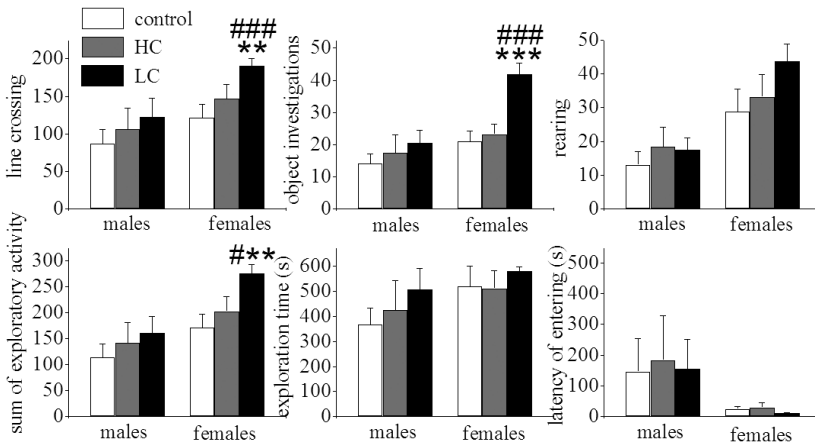 control
HC
LC
line crossing
200
150
100
50
0
###
**
males
females
object investigations
50
40
30
20
10
0
###
***
males
females
rearing
50
40
30
20
10
0
males
females
sum of exploratory activity
300
250
200
150
100
50
0
#**
males
females
exploration time (s)
600
500
400
300
200
100
0
males
females
latency of entering (s)
500
400
300
200
100
0
males
females